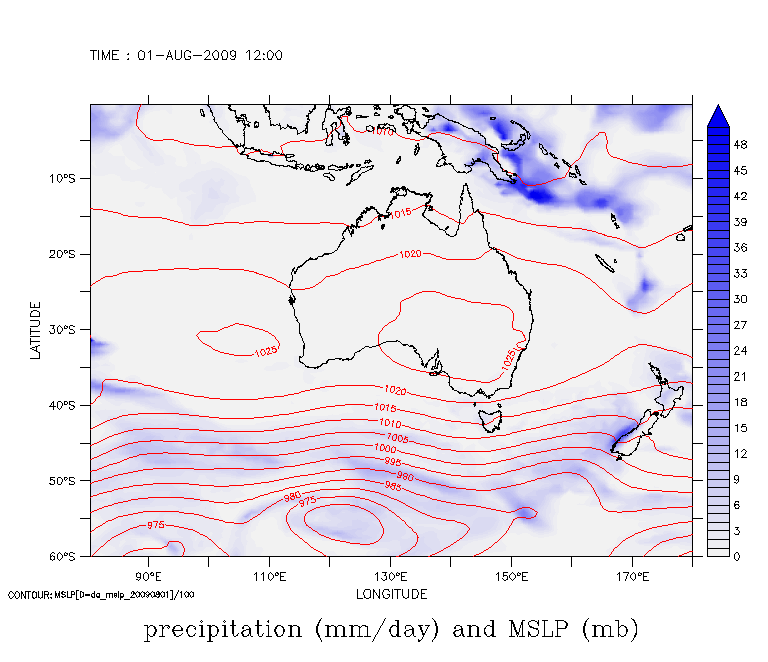 TIME : 01-AUG-2009 12:00
1010
1015
1020
1025
1025
1020
1015
1010
1005
1000
995
990
985
980
975
975
10°S
20°S
30°S
40°S
50°S
60°S
LATITUDE
90°E 110°E 130°E 150°E 170°E
LONGITUDE
48
45
42
39
36
33
30
27
24
21
18
15
12
9
6
3
0
CONTOUR: MSLP[D=da_mslp_20090801]/100
precipitation (mm/day) and MSLP (mb)